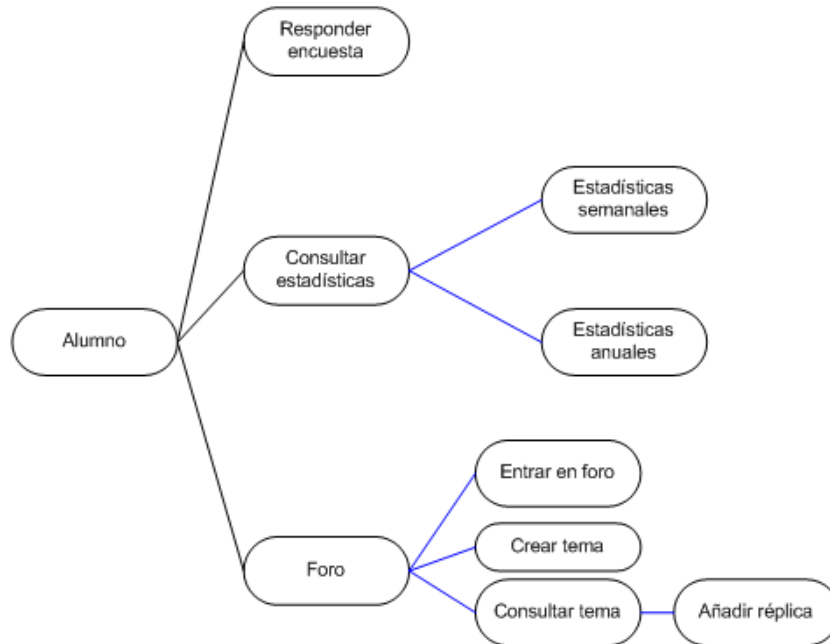 Responder
encuesta
Estadísticas
semanales
Consultar
estadísticas
Alumno
Estadísticas
anuales
Entrar en foro
Crear tema
Foro
Consultar tema
Añadir réplica